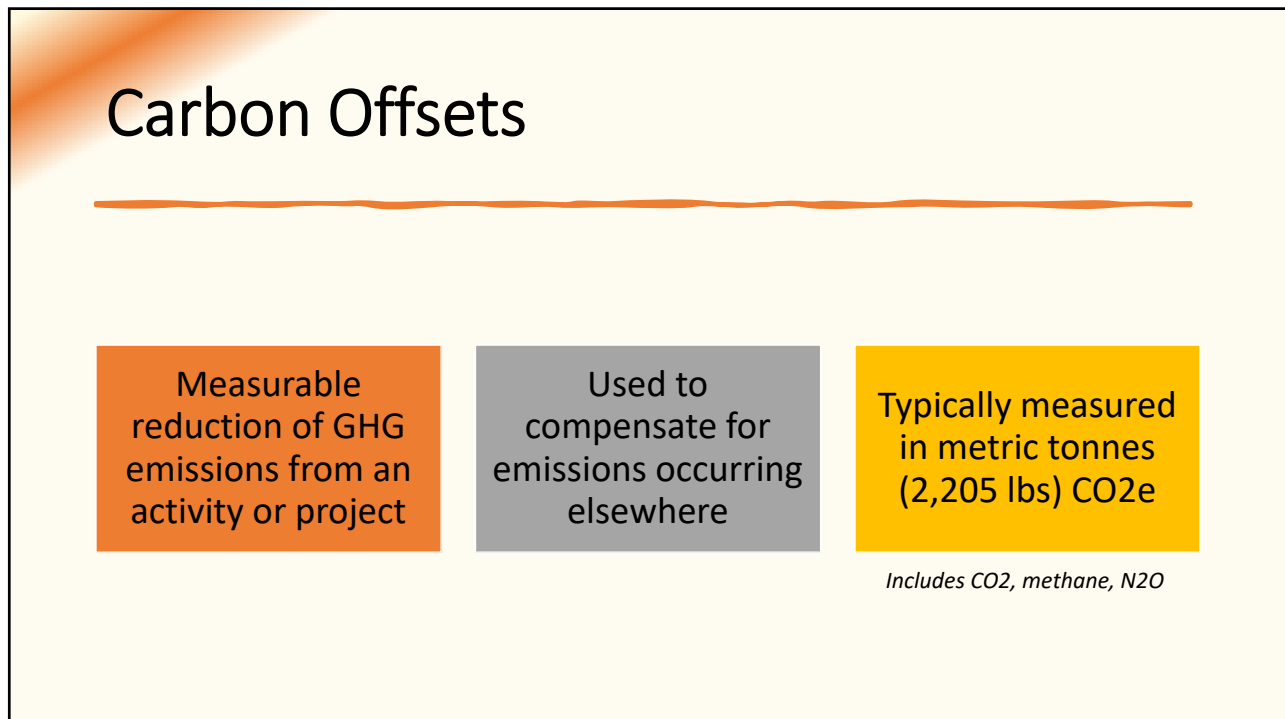 Carbon Offsets
Measurable
reduction of GHG
emissions from an
activity or project
Used to
compensate for
emissions occurring
elsewhere
Typically measured
in metric tonnes
(2,205 lbs) CO2e
Includes CO2, methane, N2O